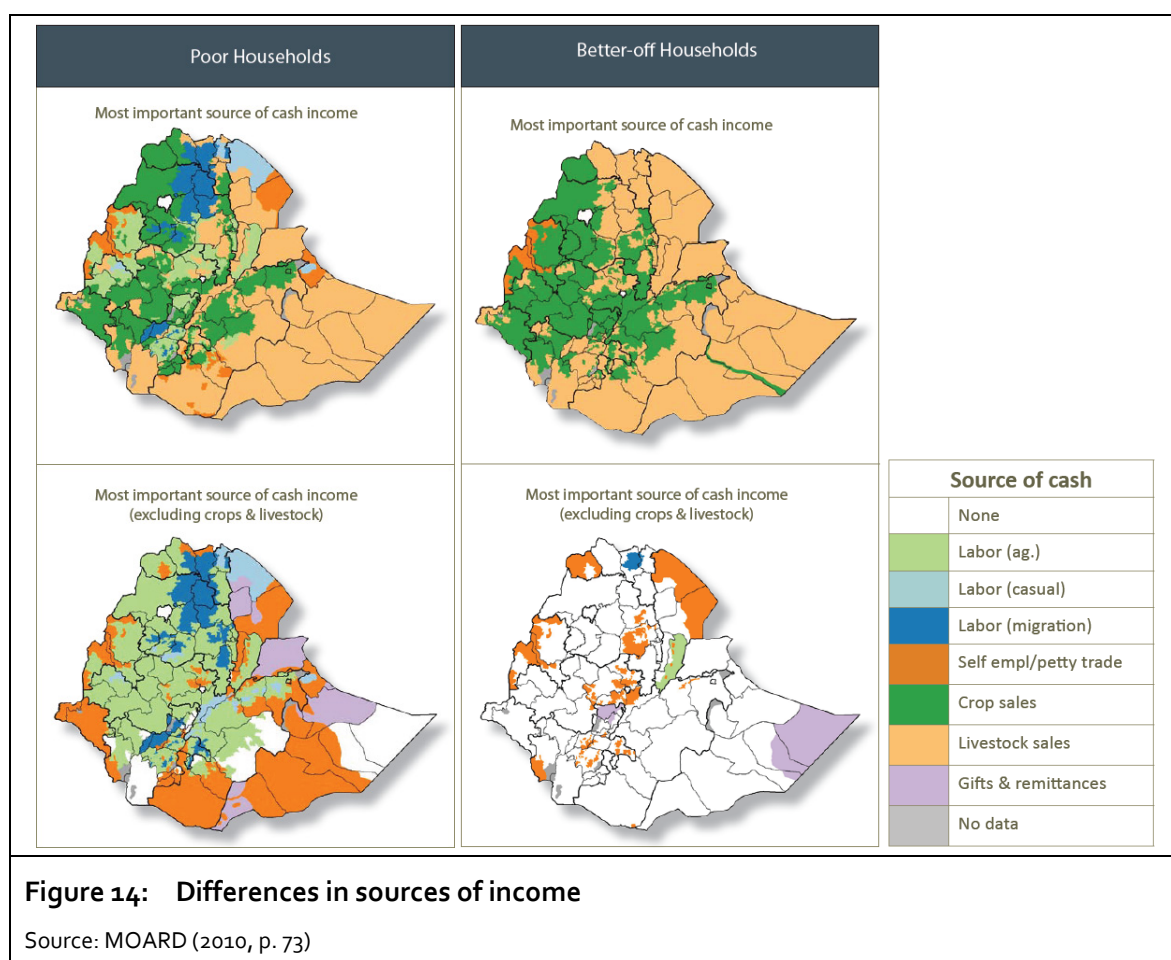 Poor Households
Better-off Households
Most important source of cash income
Most important source of cash income
Most important source of cash income
(excluding crops & livestock)
Most important source of cash income
(excluding crops & livestock)
Source of cash
None
Labor (ag.)
Labor (casual)
Labor (migration)
Self empl/petty trade
Crop sales
Livestock sales
Gifts & remittances
No data
Figure 14: Differences in sources of income
Source: MOARD (2010, p. 73)